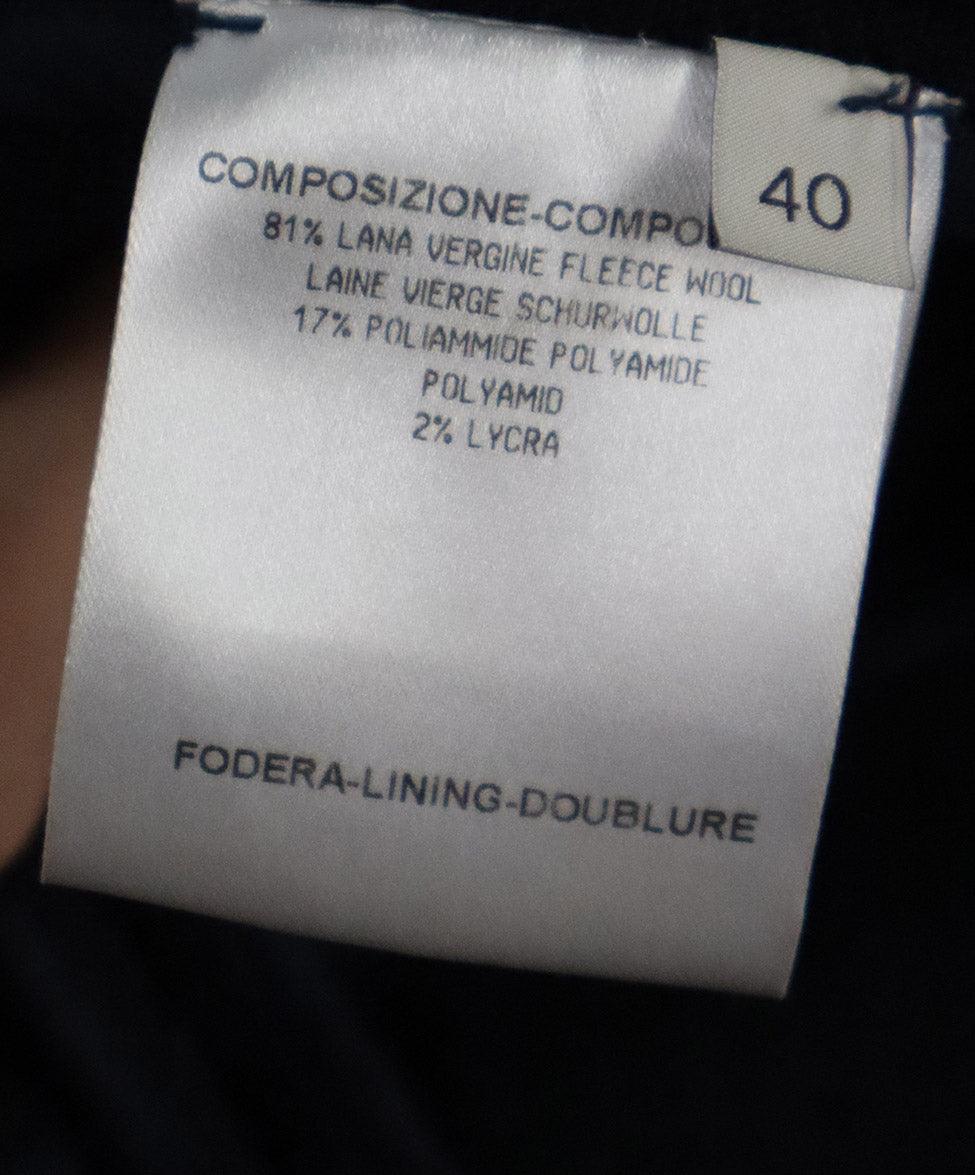 40
COMPOSIZIONE-COMPO
81% LANA VERGINE FLEECE WOOL
LAINE VIERGE SCHURWOLLE
17% POLIAMMIDE POLYAMIDE
POLYAMID
2% LYCRA
FODERA-LINING-DOUBLURE